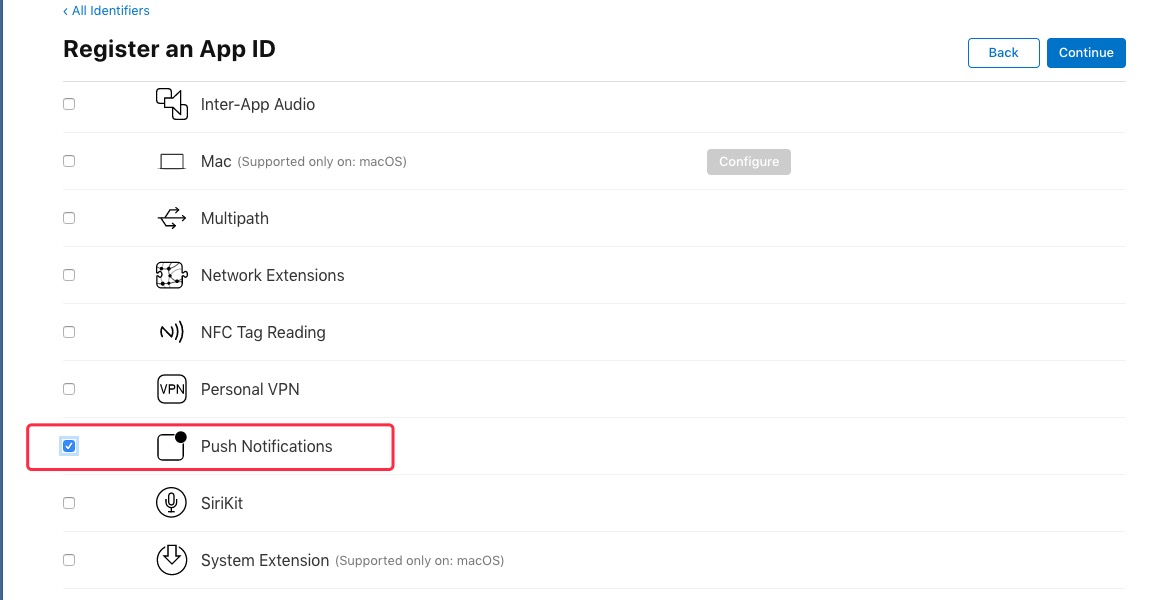 ‹ All Identifiers
Register an App ID
Back
Continue
Inter-App Audio
Mac (Supported only on: macOS)
Configure
Multipath
Network Extensions
NFC Tag Reading
VPN
Personal VPN
Push Notifications
SiriKit
System Extension (Supported only on: macOS)